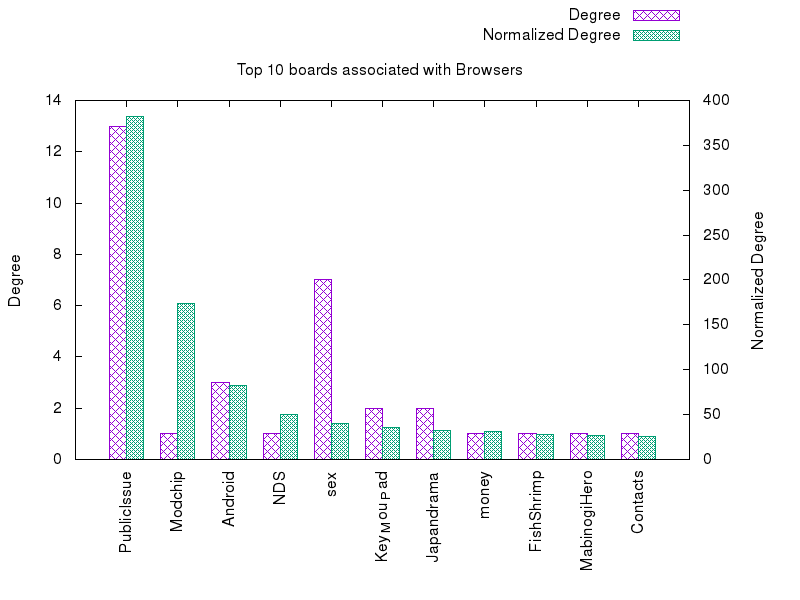 Degree
Normalized Degree
Top 10 boards associated with Browsers
14
12
10
8
6
4
2
0
Degree
400
350
300
250
200
150
100
50
0
Normalized Degree
PublicIssue
Modchip
Android
NDS
sex
KeyMouPad
Japandrama
money
FishShrimp
MabinogiHero
Contacts